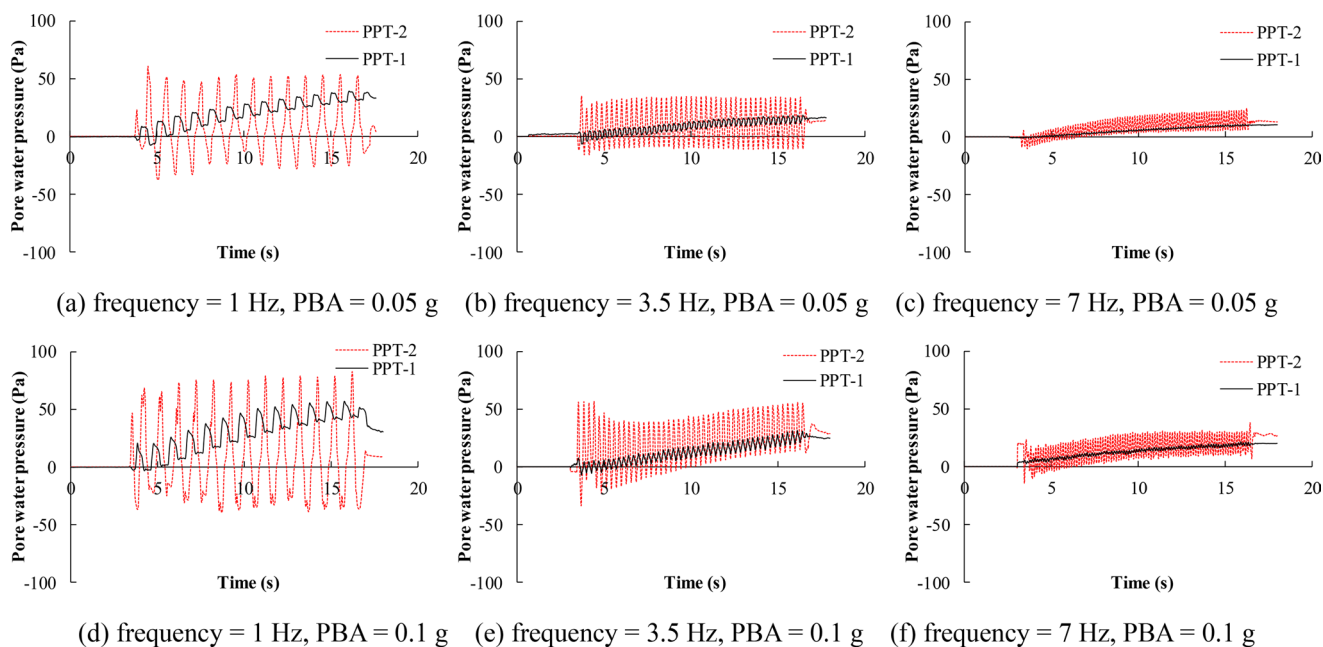 100
50
0
-50
-100
Pore water pressure (Pa)
0 5 10 15 20
Time (s)
PPT-2
PPT-1
(a) frequency = 1 Hz, PBA = 0.05 g
100
50
0
-50
-100
Pore water pressure (Pa)
0 5 10 15 20
Time (s)
PPT-2
PPT-1
(b) frequency = 3.5 Hz, PBA = 0.05 g
100
50
0
-50
-100
Pore water pressure (Pa)
0 5 10 15 20
Time (s)
PPT-2
PPT-1
(c) frequency = 7 Hz, PBA = 0.05 g
100
50
0
-50
-100
Pore water pressure (Pa)
0 5 10 15 20
Time (s)
PPT-2
PPT-1
(d) frequency = 1 Hz, PBA = 0.1 g
100
50
0
-50
-100
Pore water pressure (Pa)
0 5 10 15 20
Time (s)
PPT-2
PPT-1
(e) frequency = 3.5 Hz, PBA = 0.1 g
100
50
0
-50
-100
Pore water pressure (Pa)
0 5 10 15 20
Time (s)
PPT-2
PPT-1
(f) frequency = 7 Hz, PBA = 0.1 g